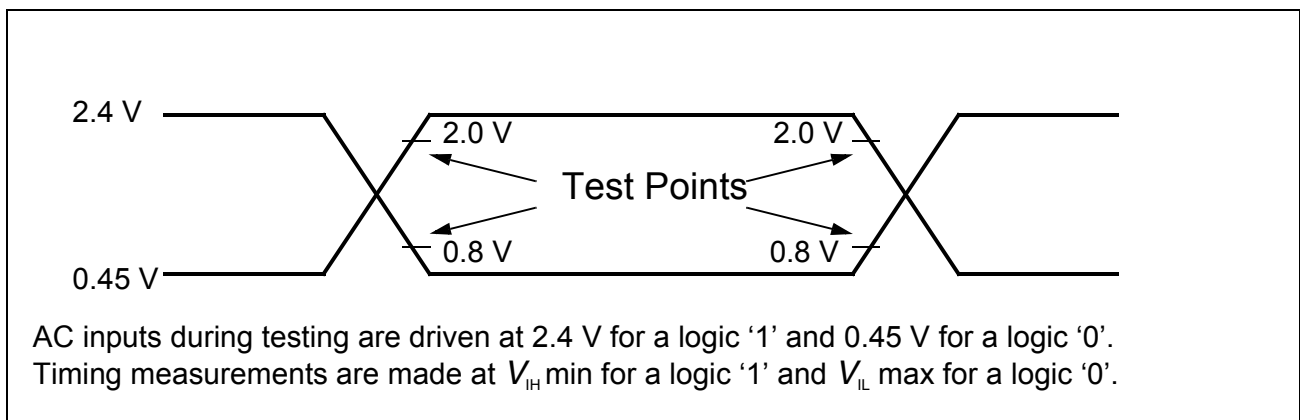 2.4 V
2.0 V
2.0 V
Test Points
0.8 V
0.8 V
0.45 V
AC inputs during testing are driven at 2.4 V for a logic ‘1’ and 0.45 V for a logic ‘0’.
Timing measurements are made at VIH min for a logic ‘1’ and VIL max for a logic ‘0’.